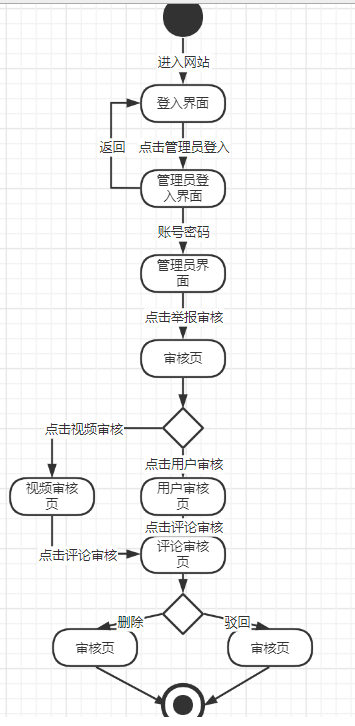 进入网站
登入界面
返回
点击管理员登入
管理员登
入界面
账号密码
管理员界
面
点击举报审核
审核页
点击视频审核
点击用户审核
视频审核
页
用户审核
页
点击评论审核
点击评论审核
评论审核
页
删除
驳回
审核页
审核页